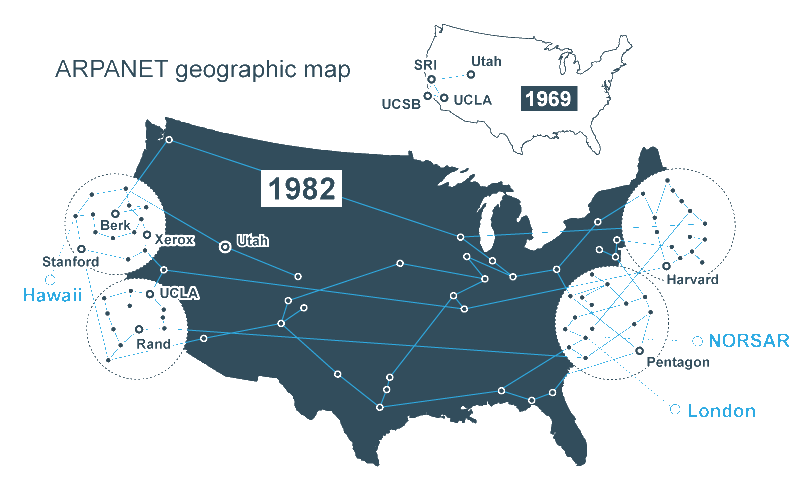 ARPANET geographic map
SRI
Utah
UCSB
UCLA
1969
1982
Berk
Xerox
Utah
Stanford
Hawaii
UCLA
Rand
Harvard
NORSAR
Pentagon
London